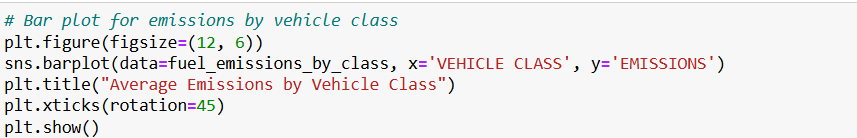 # Bar plot for emissions by vehicle class
plt.figure(figsize=(12, 6))
sns.barplot(data=fuel_emissions_by_class, x='VEHICLE CLASS', y='EMISSIONS')
plt.title("Average Emissions by Vehicle Class")
plt.xticks(rotation=45)
plt.show()